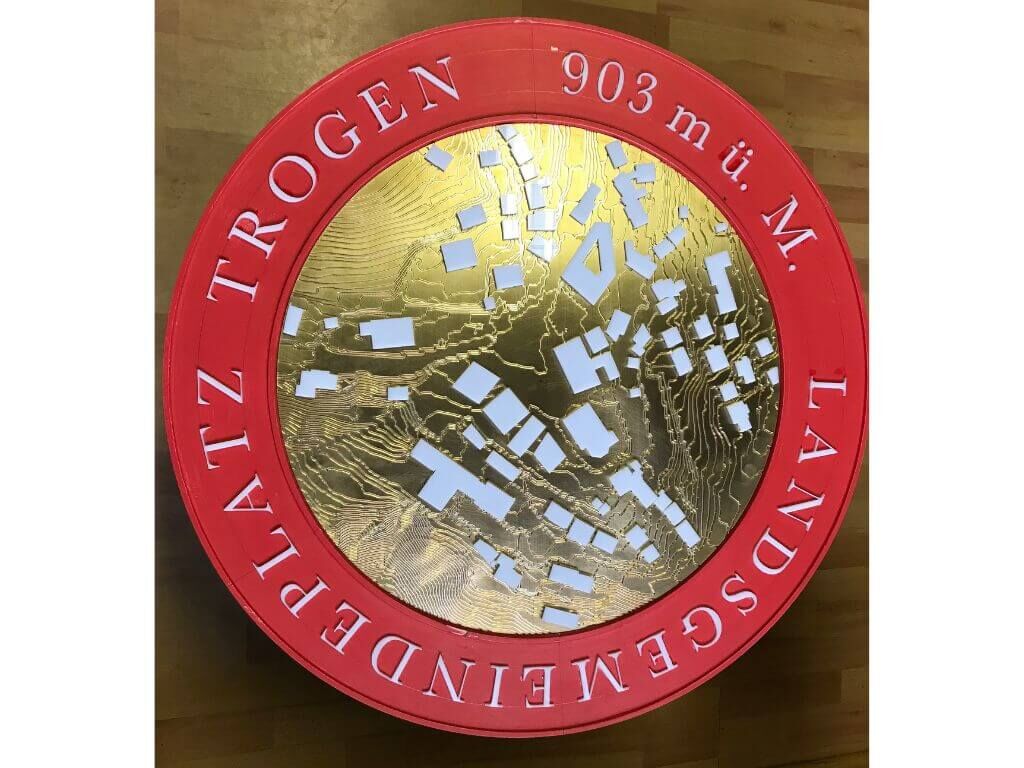 LANDSGEMEINDEPLATZ TROGEN 903 m ü. M.